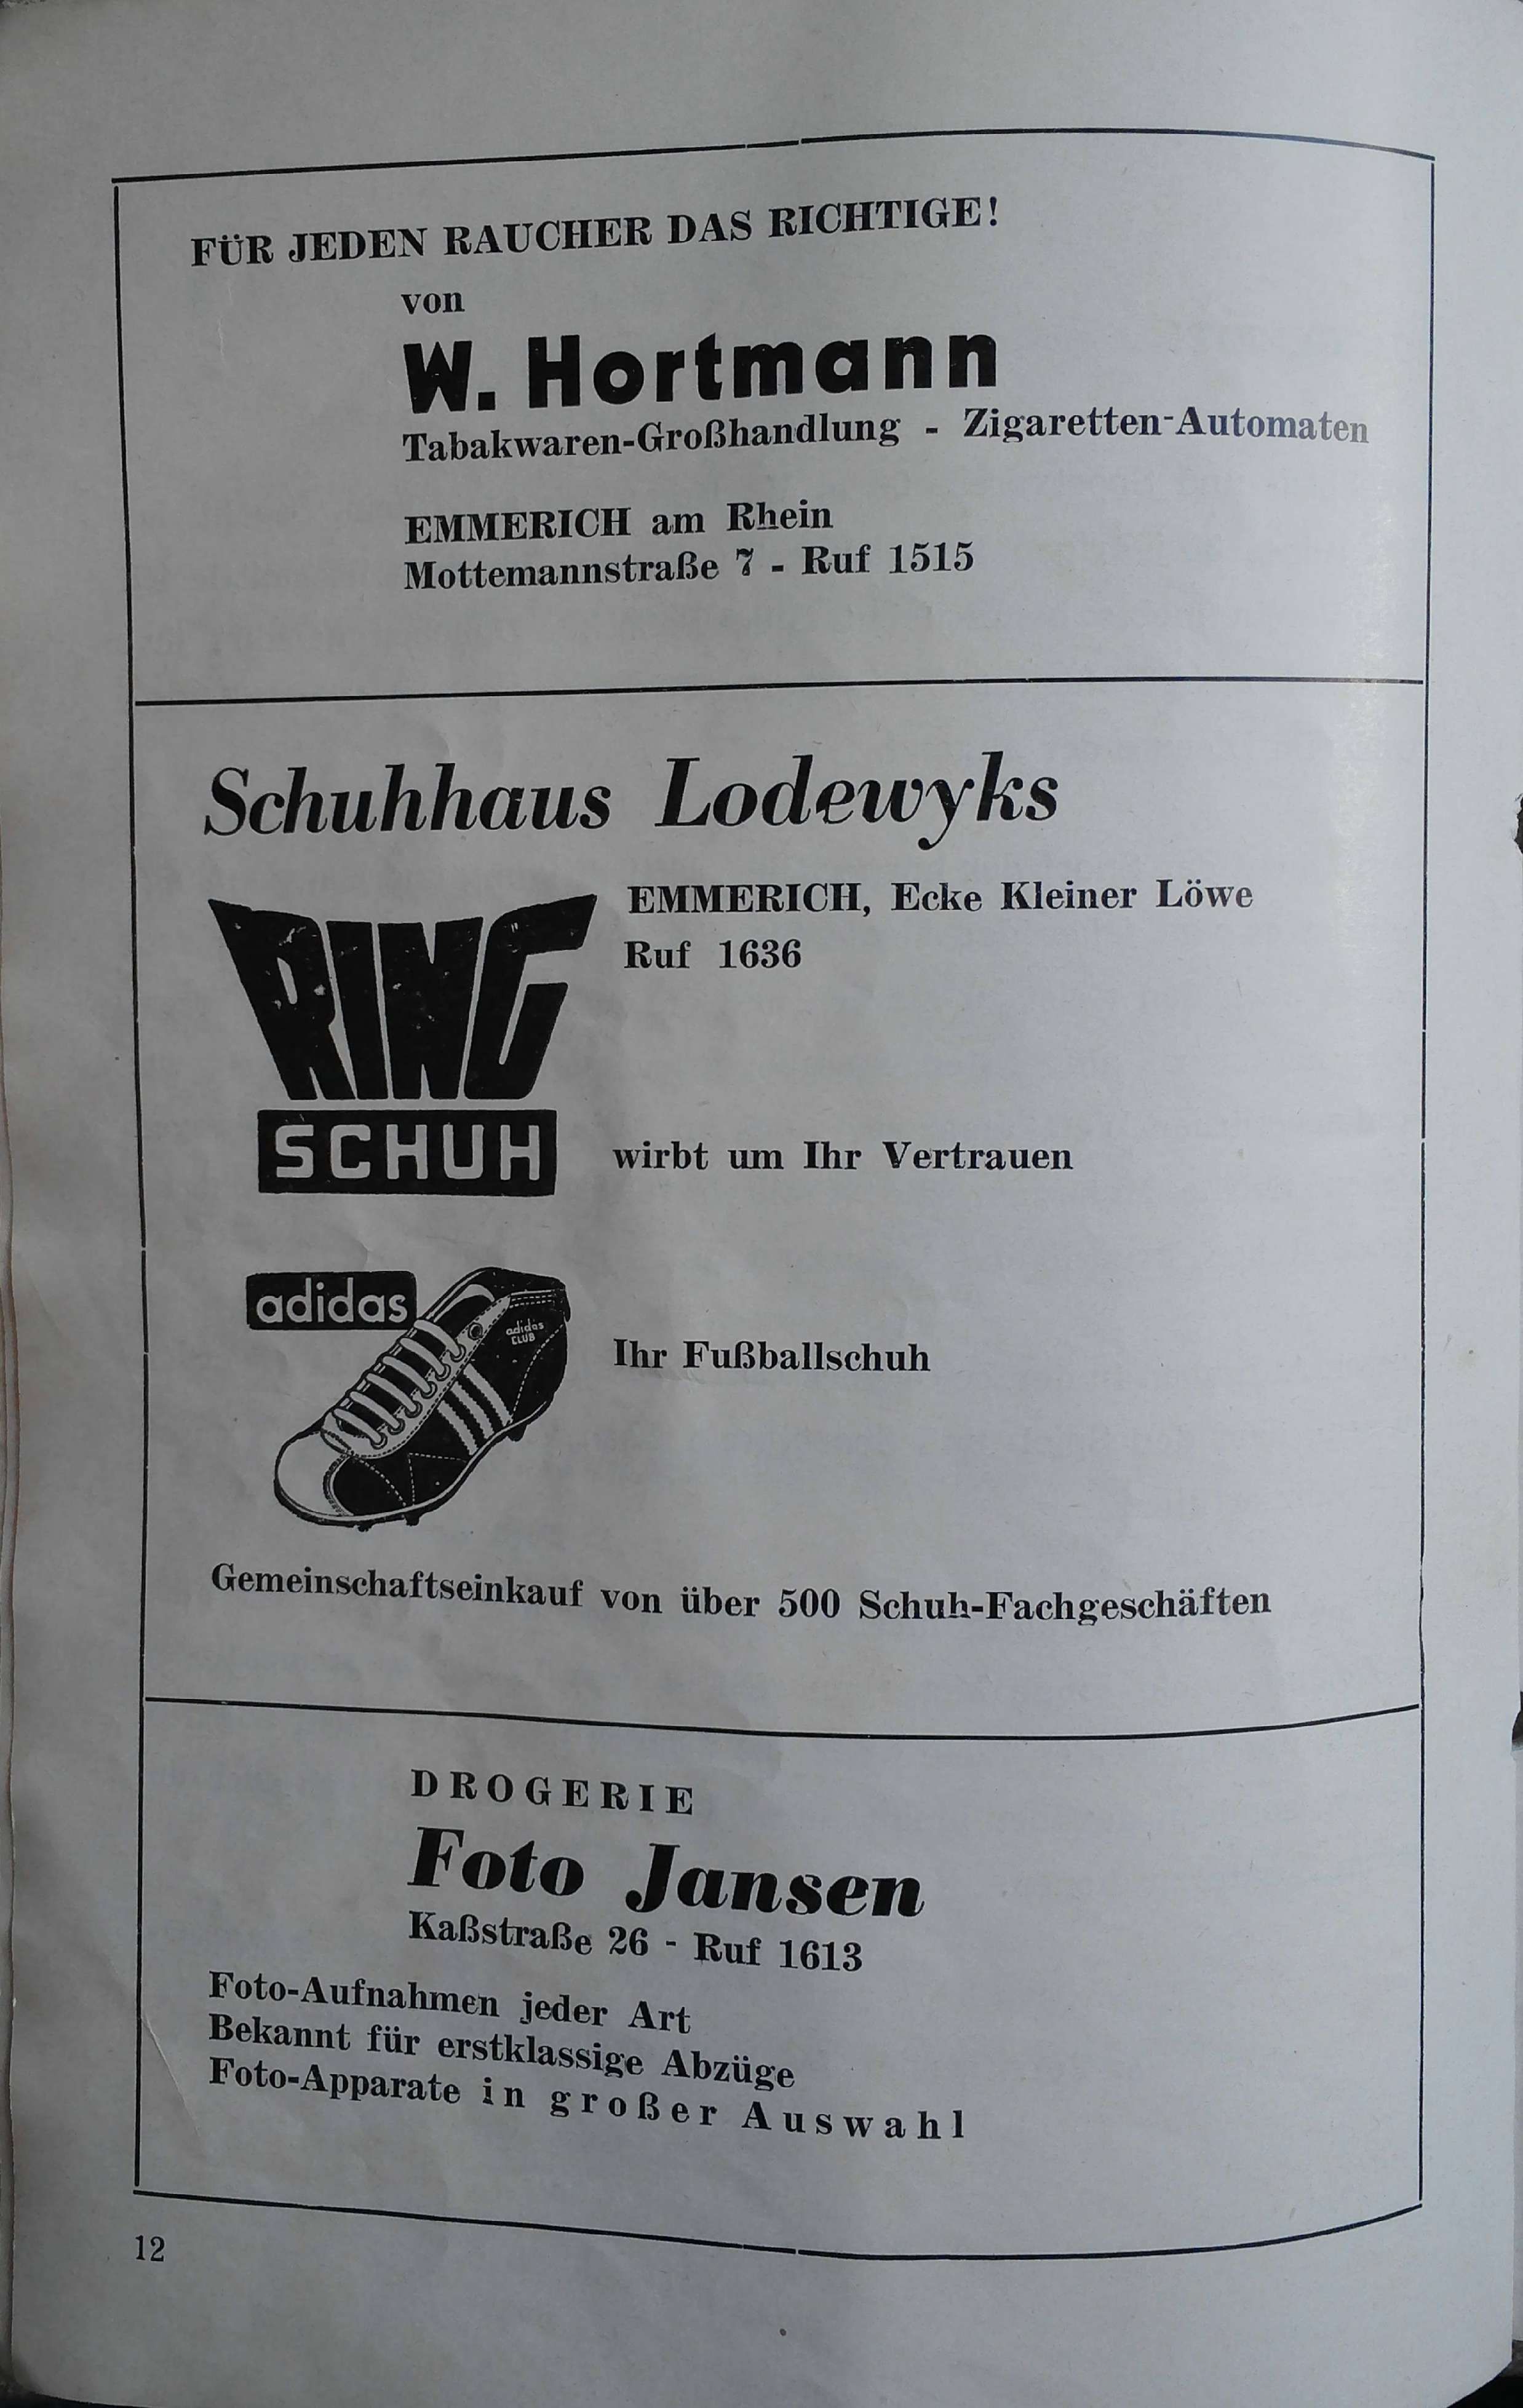 FÜR JEDEN RAUCHER DAS RICHTIGE!
von
W. Hortmann
Tabakwaren-Großhandlung - Zigaretten-Automaten
EMMERICH am Rhein
Mottemannstraße 7 - Ruf 1515
Schuhhaus Lodewyks
EMMERICH, Ecke Kleiner Löwe
Ruf 1636
RING
SCHUH
wirbt um Ihr Vertrauen
adidas
adidas
CLUB
Ihr Fußballschuh
Gemeinschaftseinkauf von über 500 Schuh-Fachgeschäften
DROGERIE
Foto Jansen
Kaßstraße 26 - Ruf 1613
Foto-Aufnahmen jeder Art
Bekannt für erstklassige Abzüge
Foto-Apparate in großer Auswahl
12